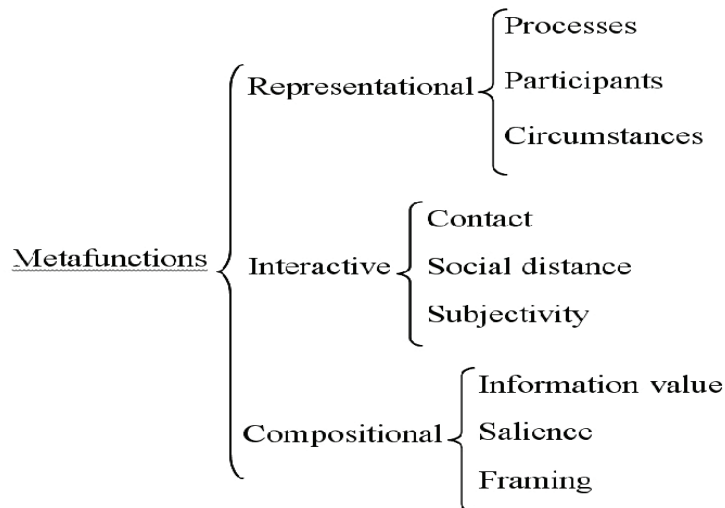 Metafunctions
Representational
Processes
Participants
Circumstances
Interactive
Contact
Social distance
Subjectivity
Compositional
Information value
Salience
Framing